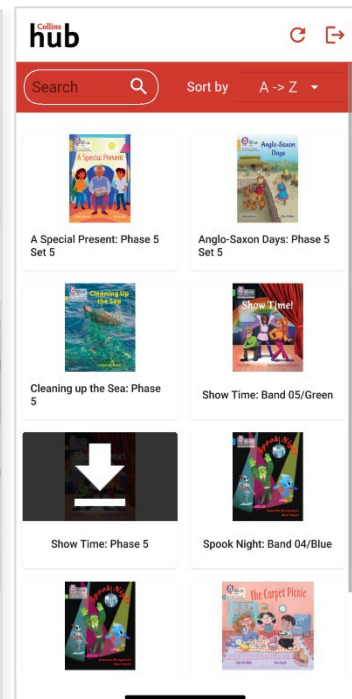 Collins
hub
Search
Sort by
A -> Z
A Special Present
Anglo-Saxon
Days
A Special Present: Phase 5
Set 5
Anglo-Saxon Days: Phase 5
Set 5
Cleaning Up
the Sea
Show Time!
Cleaning up the Sea: Phase
5
Show Time: Band 05/Green
Spook Night
Show Time: Phase 5
Spook Night: Band 04/Blue
Spook Night
The Carpet Picnic